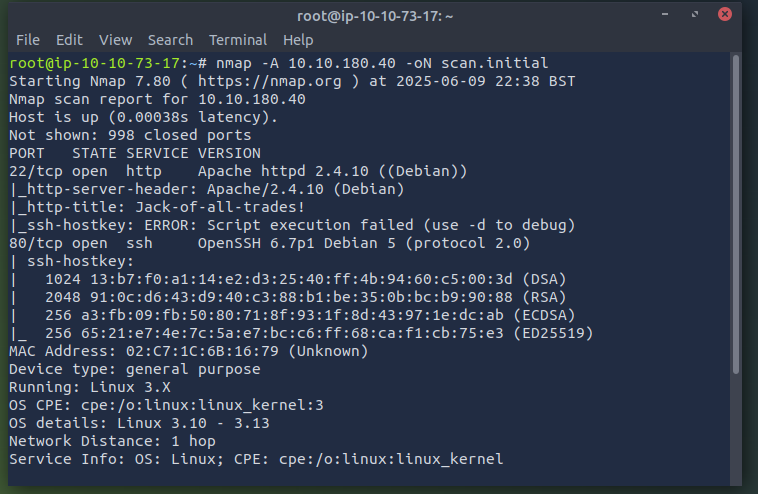 root@ip-10-10-73-17: ~
File Edit View Search Terminal Help
root@ip-10-10-73-17:~# nmap -A 10.10.180.40 -oN scan.initial
Starting Nmap 7.80 ( https://nmap.org ) at 2025-06-09 22:38 BST
Nmap scan report for 10.10.180.40
Host is up (0.00038s latency).
Not shown: 998 closed ports
PORT   STATE SERVICE VERSION
22/tcp open  http    Apache httpd 2.4.10 ((Debian))
|_http-server-header: Apache/2.4.10 (Debian)
|_http-title: Jack-of-all-trades!
|_ssh-hostkey: ERROR: Script execution failed (use -d to debug)
80/tcp open  ssh     OpenSSH 6.7p1 Debian 5 (protocol 2.0)
| ssh-hostkey:
|   1024 13:b7:f0:a1:14:e2:d3:25:40:ff:4b:94:60:c5:00:3d (DSA)
|   2048 91:0c:d6:43:d9:40:c3:88:b1:be:35:0b:bc:b9:90:88 (RSA)
|   256 a3:fb:09:fb:50:80:71:8f:93:1f:8d:43:97:1e:dc:ab (ECDSA)
|_  256 65:21:e7:4e:7c:5a:e7:bc:c6:ff:68:ca:f1:cb:75:e3 (ED25519)
MAC Address: 02:C7:1C:6B:16:79 (Unknown)
Device type: general purpose
Running: Linux 3.X
OS CPE: cpe:/o:linux:linux_kernel:3
OS details: Linux 3.10 - 3.13
Network Distance: 1 hop
Service Info: OS: Linux; CPE: cpe:/o:linux:linux_kernel